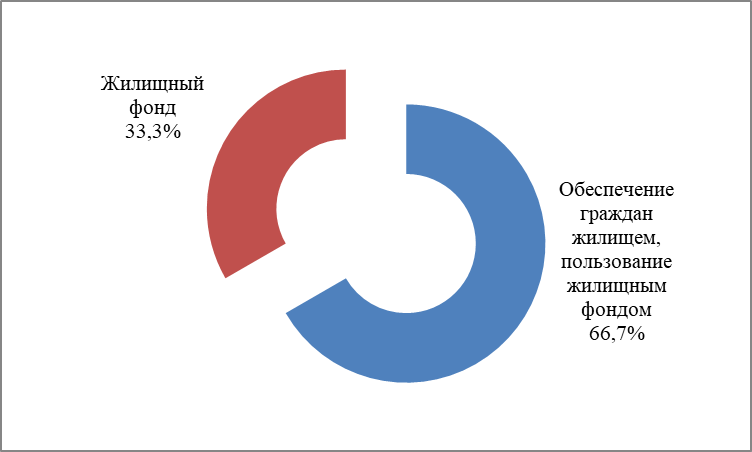 Жилищный
фонд
33,3%
Обеспечение
граждан
жилищем,
пользование
жилищным
фондом
66,7%